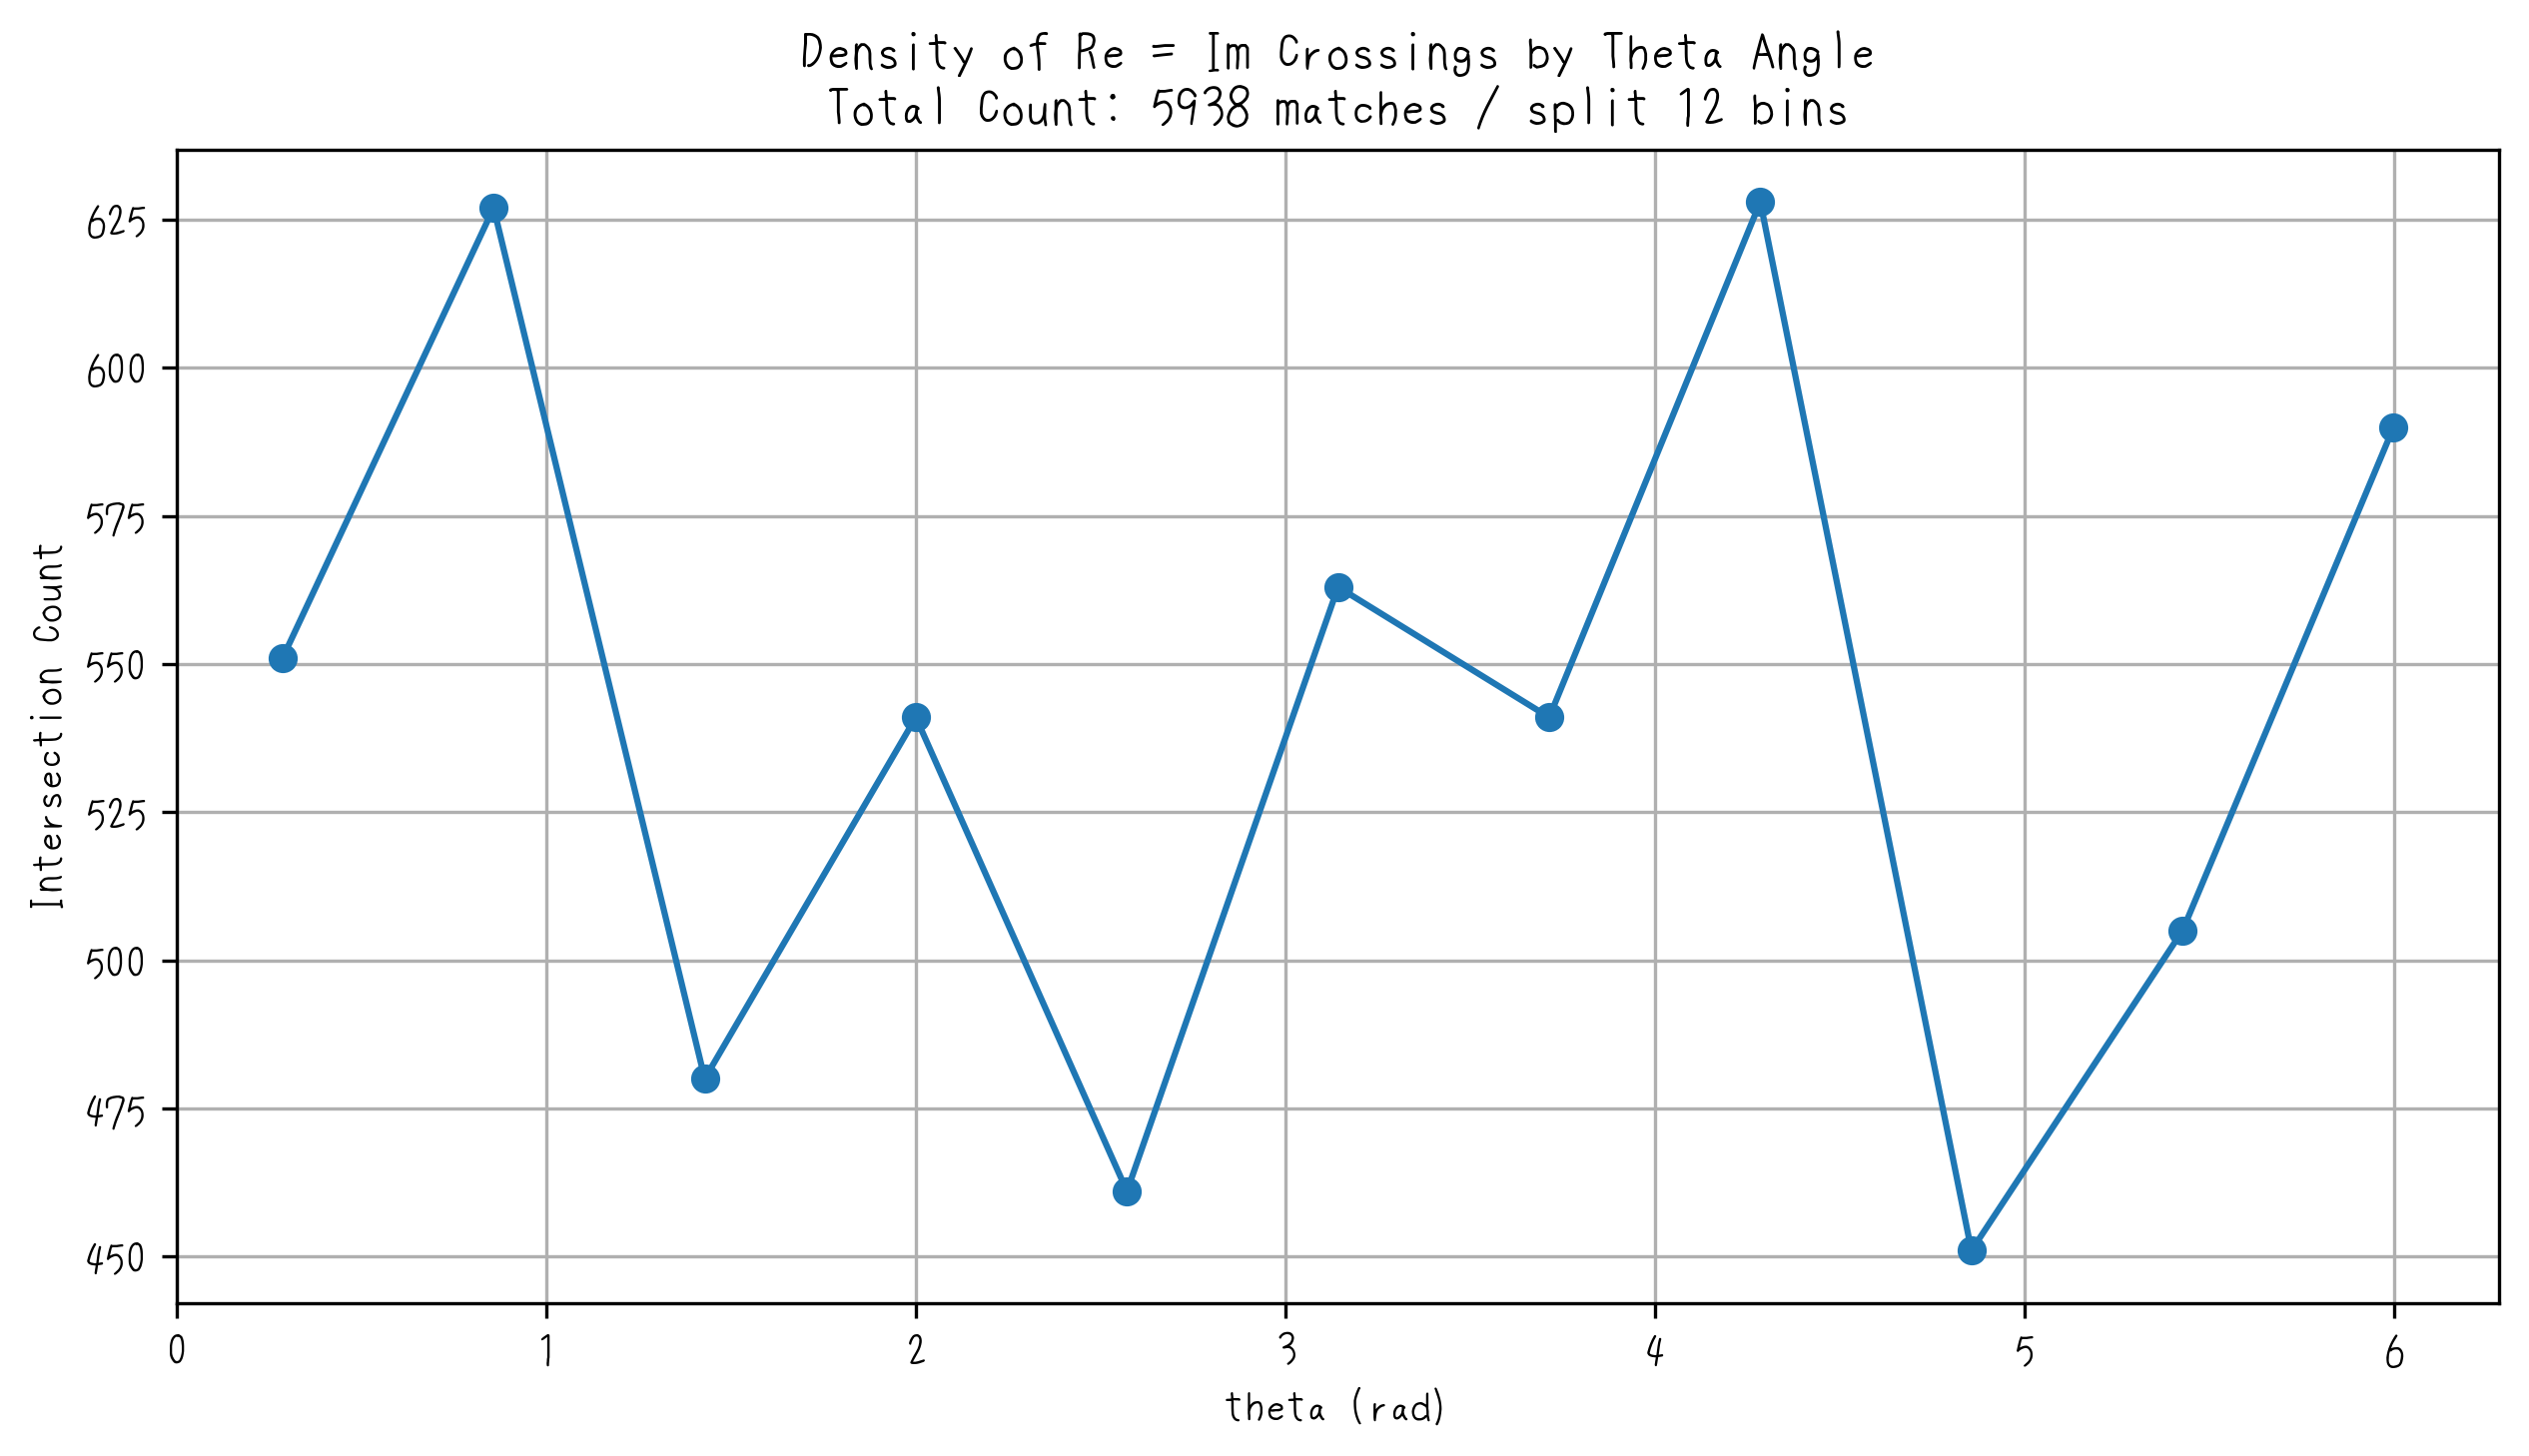 Density of Re = Im Crossings by Theta Angle
Total Count: 5938 matches / split 12 bins
625
600
575
550
525
500
475
450
Intersection Count
0 1 2 3 4 5 6
theta (rad)